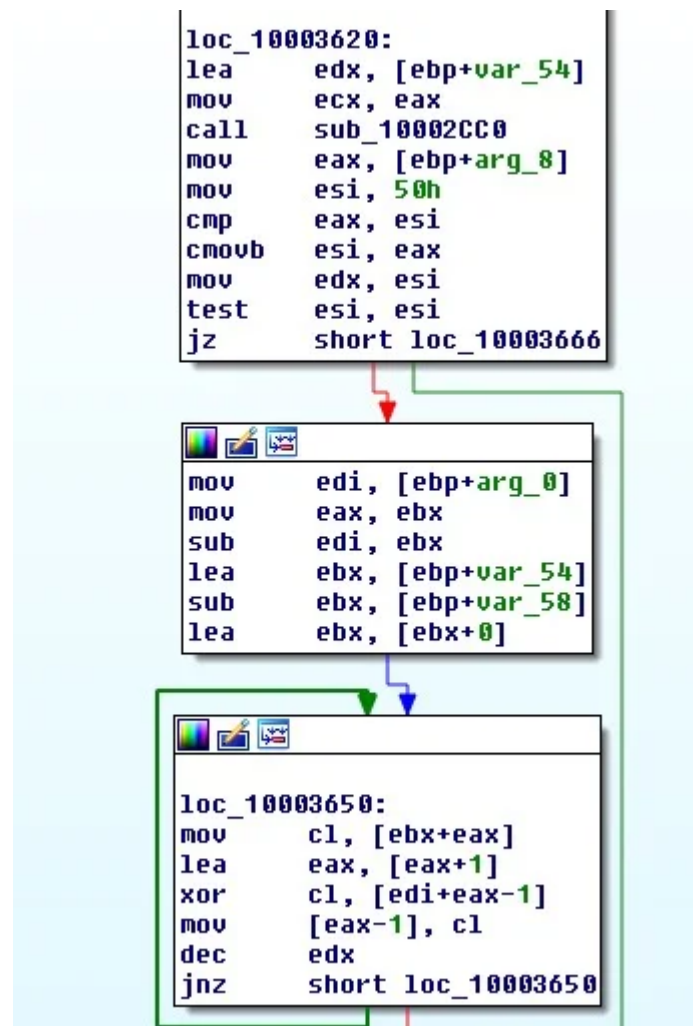 loc_10003620:
lea edx, [ebp+var_54]
mov ecx, eax
call sub_10002CC0
mov eax, [ebp+arg_8]
mov esi, 50h
cmp eax, esi
cmovb esi, eax
mov edx, esi
test esi, esi
jz short loc_10003666
mov edi, [ebp+arg_0]
mov eax, ebx
sub edi, ebx
lea ebx, [ebp+var_54]
sub ebx, [ebp+var_58]
lea ebx, [ebx+0]
loc_10003650:
mov cl, [ebx+eax]
lea eax, [eax+1]
xor cl, [edi+eax-1]
mov [eax-1], cl
dec edx
jnz short loc_10003650